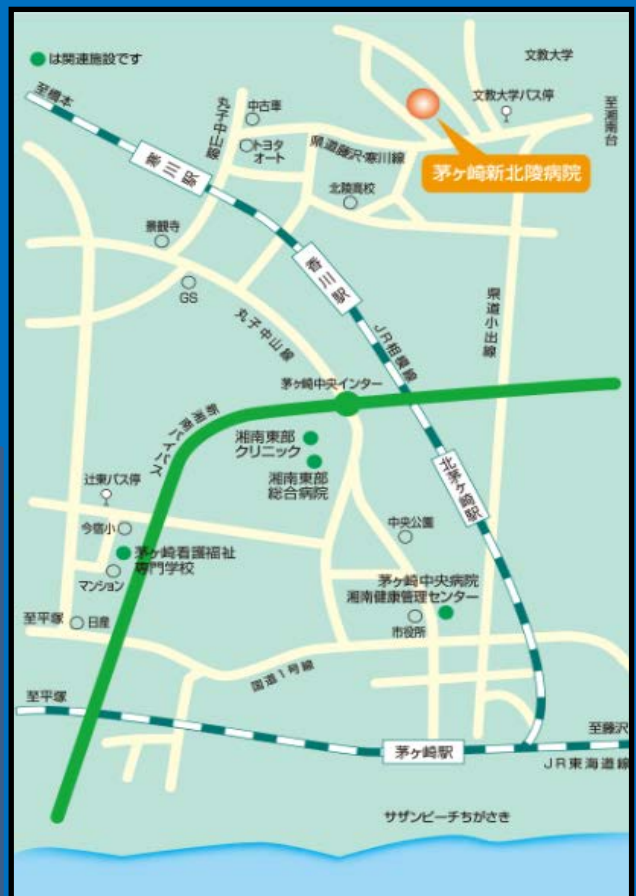 は関連施設です
文教大学
至橋本
中古車
文教大学バス停
至湘南台
丸子中山線
トヨタ
オート
県道藤沢・寒川線
寒川駅
茅ヶ崎新北陵病院
北陵高校
景観寺
香川駅
GS
県道小出線
丸子中山線
JR相模線
茅ヶ崎中央インター
新湘南バイパス
湘南東部
クリニック
湘南東部
総合病院
北茅ヶ崎駅
辻東バス停
今宿小
中央公園
茅ヶ崎看護福祉
専門学校
マンション
茅ヶ崎中央病院
湘南健康管理センター
至平塚
日産
市役所
国道1号線
至平塚
至藤沢
茅ヶ崎駅
JR東海道線
サザンビーチちがさき